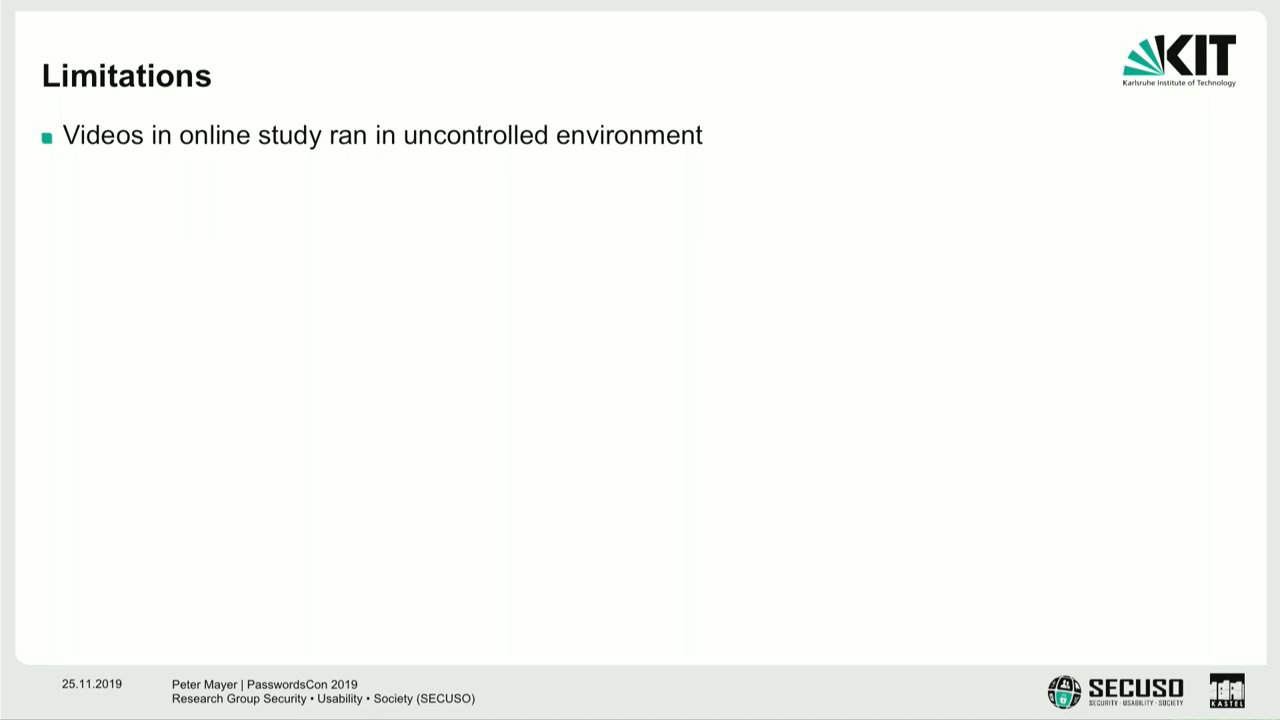 Limitations
KIT
Karlsruhe Institute of Technology
Videos in online study ran in uncontrolled environment
25.11.2019
Peter Mayer | PasswordsCon 2019
Research Group Security • Usability • Society (SECUSO)
SECUSO
SECURITY · USABILITY · SOCIETY
KASTEL